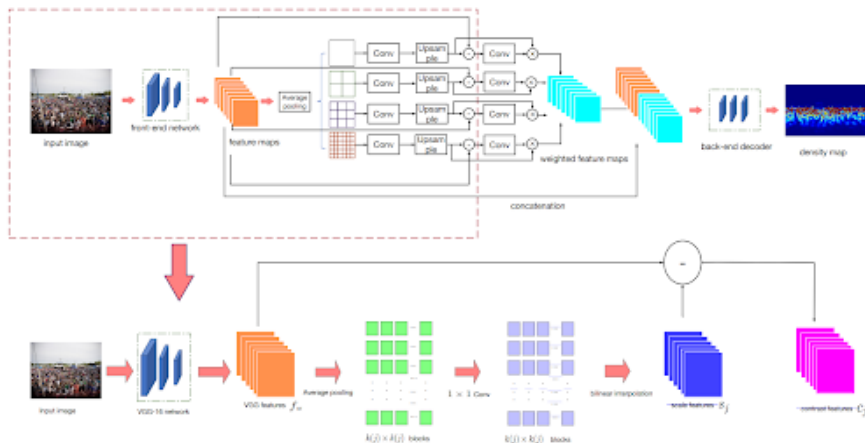 Conv
Upsam
ple
-
Conv
×
Conv
Upsam
ple
-
Conv
×
Average
pooling
Conv
Upsam
ple
-
Conv
×
Conv
Upsam
ple
-
Conv
×
input image
front-end network
feature maps
weighted feature maps
back-end decoder
density map
concatenation
-
input image
VGG-16 network
VGG features
Average pooling
1 × 1 Conv
bilinear interpolation
scale features S_j
contrast features C_j
k(j) × k(j) blocks
k(j) × k(j) blocks